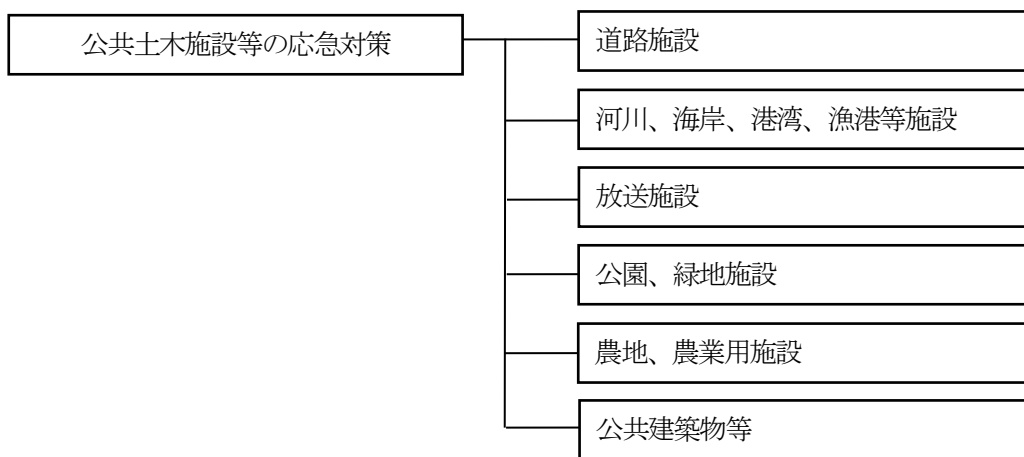 公共土木施設等の応急対策
道路施設
河川、海岸、港湾、漁港等施設
放送施設
公園、緑地施設
農地、農業用施設
公共建築物等